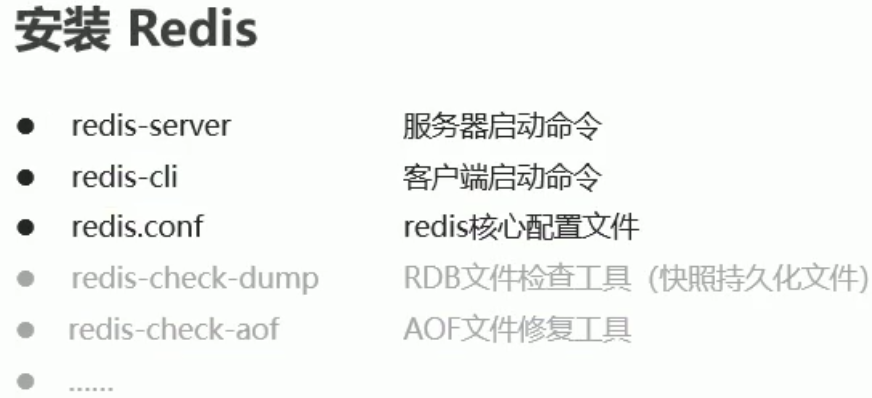 安装 Redis
● redis-server 服务器启动命令
● redis-cli 客户端启动命令
● redis.conf redis核心配置文件
● redis-check-dump RDB文件检查工具（快照持久化文件）
● redis-check-aof AOF文件修复工具
● ......